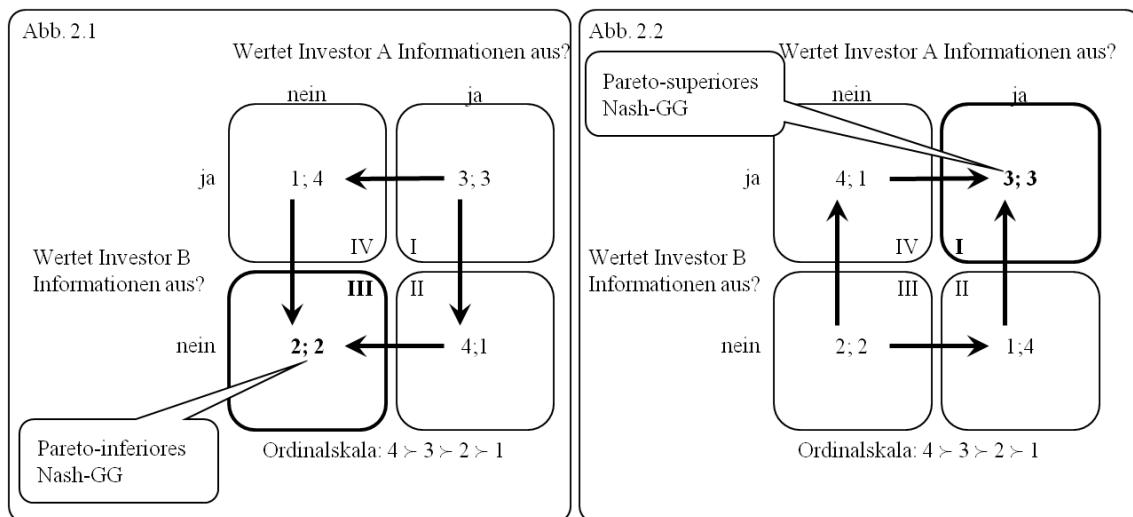 Abb. 2.1
Wertet Investor A Informationen aus?
nein
ja
ja
1; 4
3; 3
IV
I
Wertet Investor B
Informationen aus?
III
II
nein
2; 2
4;1
Pareto-inferiores
Nash-GG
Ordinalskala: 4 ≻ 3 ≻ 2 ≻ 1
Abb. 2.2
Wertet Investor A Informationen aus?
Pareto-superiores
Nash-GG
nein
ja
ja
4; 1
3; 3
IV
I
Wertet Investor B
Informationen aus?
III
II
nein
2; 2
1;4
Ordinalskala: 4 ≻ 3 ≻ 2 ≻ 1